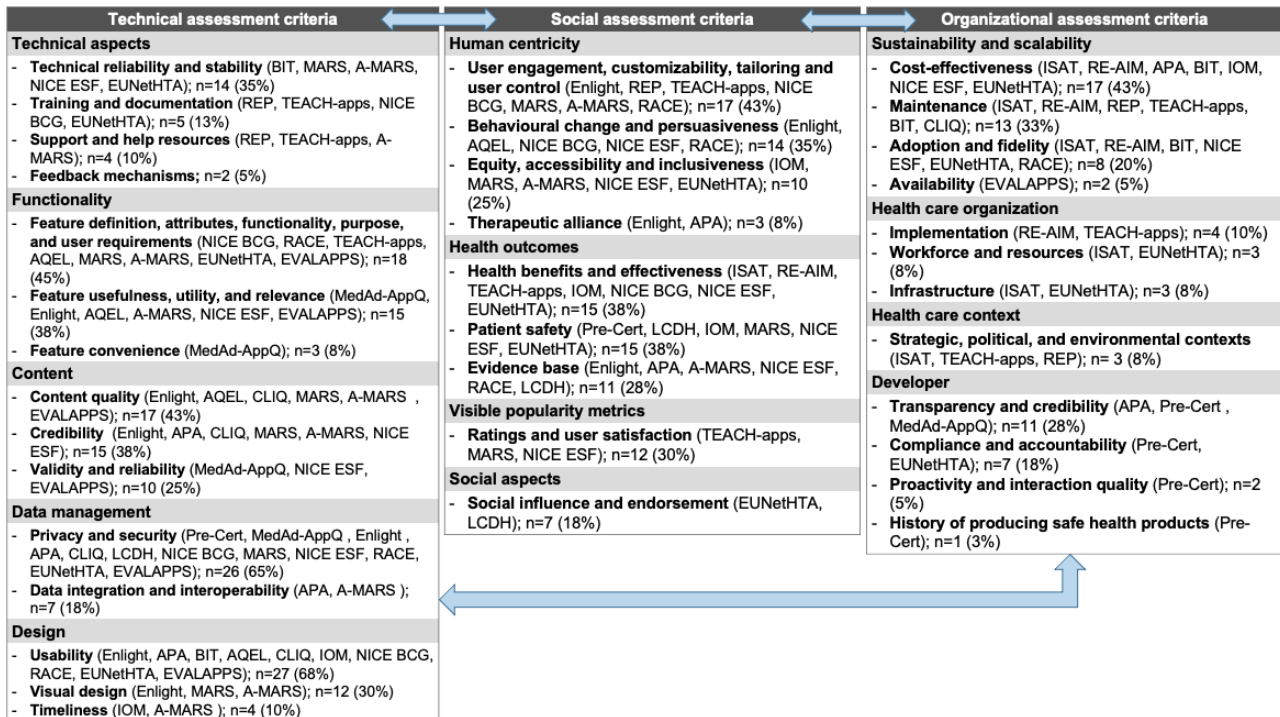 Technical assessment criteria
Technical aspects
- Technical reliability and stability (BIT, MARS, A-MARS,
NICE ESF, EUNetHTA); n=14 (35%)
- Training and documentation (REP, TEACH-apps, NICE
BCG, EUNetHTA); n=5 (13%)
- Support and help resources (REP, TEACH-apps, A-
MARS); n=4 (10%)
- Feedback mechanisms; n=2 (5%)
Functionality
- Feature definition, attributes, functionality, purpose,
and user requirements (NICE BCG, RACE, TEACH-apps,
AQEL, MARS, A-MARS, EUNetHTA, EVALAPPS); n=18
(45%)
- Feature usefulness, utility, and relevance (MedAd-AppQ,
Enlight, AQEL, A-MARS, NICE ESF, EVALAPPS); n=15
(38%)
- Feature convenience (MedAd-AppQ); n=3 (8%)
Content
- Content quality (Enlight, AQEL, CLIQ, MARS, A-MARS ,
EVALAPPS); n=17 (43%)
- Credibility (Enlight, APA, CLIQ, MARS, A-MARS, NICE
ESF); n=15 (38%)
- Validity and reliability (MedAd-AppQ, NICE ESF,
EVALAPPS); n=10 (25%)
Data management
- Privacy and security (Pre-Cert, MedAd-AppQ , Enlight ,
APA, CLIQ, LCDH, NICE BCG, MARS, NICE ESF, RACE,
EUNetHTA, EVALAPPS); n=26 (65%)
- Data integration and interoperability (APA, A-MARS );
n=7 (18%)
Design
- Usability (Enlight, APA, BIT, AQEL, CLIQ, IOM, NICE BCG,
RACE, EUNetHTA, EVALAPPS); n=27 (68%)
- Visual design (Enlight, MARS, A-MARS); n=12 (30%)
- Timeliness (IOM, A-MARS ); n=4 (10%)
Social assessment criteria
Human centricity
- User engagement, customizability, tailoring and
user control (Enlight, REP, TEACH-apps, NICE
BCG, MARS, A-MARS, RACE); n=17 (43%)
- Behavioural change and persuasiveness (Enlight,
AQEL, NICE BCG, NICE ESF, RACE); n=14 (35%)
- Equity, accessibility and inclusiveness (IOM,
MARS, A-MARS, NICE ESF, EUNetHTA); n=10
(25%)
- Therapeutic alliance (Enlight, APA); n=3 (8%)
Health outcomes
- Health benefits and effectiveness (ISAT, RE-AIM,
TEACH-apps, IOM, NICE BCG, NICE ESF,
EUNetHTA); n=15 (38%)
- Patient safety (Pre-Cert, LCDH, IOM, MARS, NICE
ESF, EUNetHTA); n=15 (38%)
- Evidence base (Enlight, APA, A-MARS, NICE ESF,
RACE, LCDH); n=11 (28%)
Visible popularity metrics
- Ratings and user satisfaction (TEACH-apps,
MARS, NICE ESF); n=12 (30%)
Social aspects
- Social influence and endorsement (EUNetHTA,
LCDH); n=7 (18%)
Organizational assessment criteria
Sustainability and scalability
- Cost-effectiveness (ISAT, RE-AIM, APA, BIT, IOM,
NICE ESF, EUNetHTA); n=17 (43%)
- Maintenance (ISAT, RE-AIM, REP, TEACH-apps,
BIT, CLIQ); n=13 (33%)
- Adoption and fidelity (ISAT, RE-AIM, BIT, NICE
ESF, EUNetHTA, RACE); n=8 (20%)
- Availability (EVALAPPS); n=2 (5%)
Health care organization
- Implementation (RE-AIM, TEACH-apps); n=4 (10%)
- Workforce and resources (ISAT, EUNetHTA); n=3
(8%)
- Infrastructure (ISAT, EUNetHTA); n=3 (8%)
Health care context
- Strategic, political, and environmental contexts
(ISAT, TEACH-apps, REP); n= 3 (8%)
Developer
- Transparency and credibility (APA, Pre-Cert ,
MedAd-AppQ); n=11 (28%)
- Compliance and accountability (Pre-Cert,
EUNetHTA); n=7 (18%)
- Proactivity and interaction quality (Pre-Cert); n=2
(5%)
- History of producing safe health products (Pre-
Cert); n=1 (3%)